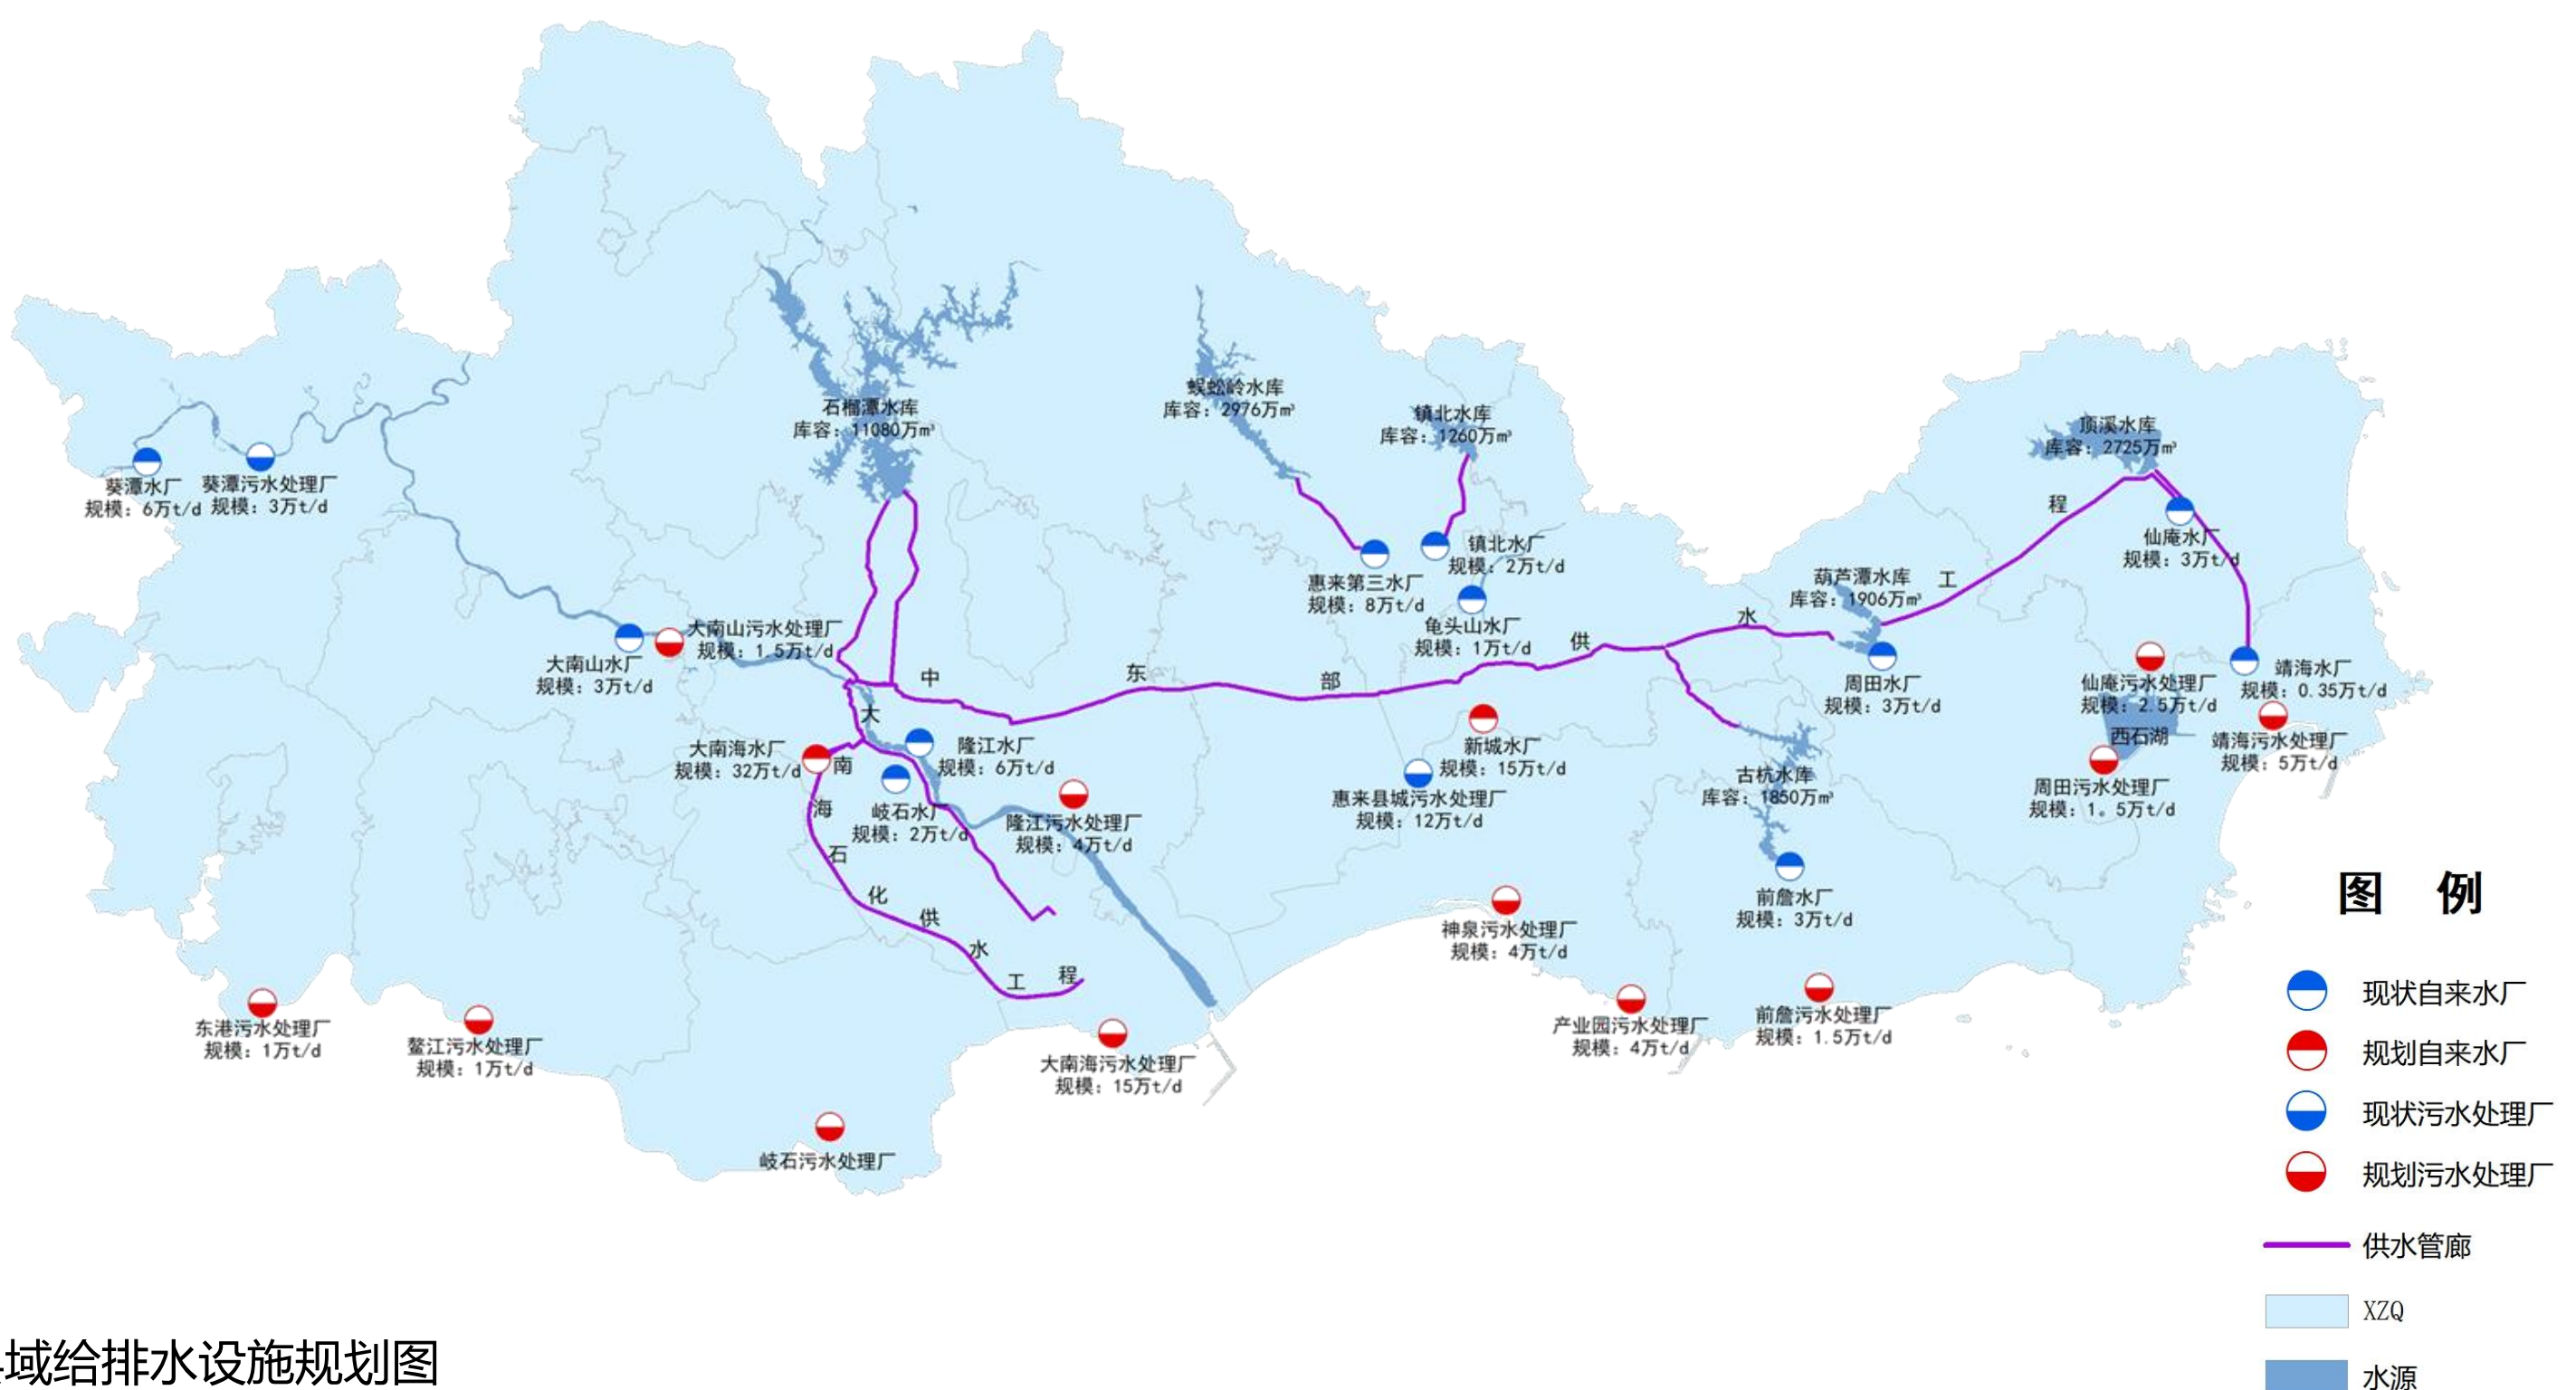 石榴潭水库
库容：11080万m³
蜈蚣岭水库
库容：2976万m³
镇北水库
库容：1260万m³
顶溪水库
库容：2725万m³
葵潭水厂
规模：6万t/d
葵潭污水处理厂
规模：3万t/d
程
仙庵水厂
规模：3万t/d
镇北水厂
规模：2万t/d
惠来第三水厂
规模：8万t/d
葫芦潭水库
库容：1906万m³
工
龟头山水厂
规模：1万t/d
大南山污水处理厂
规模：1.5万t/d
大南山水厂
规模：3万t/d
中
东
部
供
水
周田水厂
规模：3万t/d
仙庵污水处理厂
规模：2.5万t/d
靖海水厂
规模：0.35万t/d
西石湖
靖海污水处理厂
规模：5万t/d
大
南
海
石
化
供
水
工
程
大南海水厂
规模：32万t/d
隆江水厂
规模：6万t/d
岐石水厂
规模：2万t/d
隆江污水处理厂
规模：4万t/d
新城水厂
规模：15万t/d
惠来县城污水处理厂
规模：12万t/d
古杭水库
库容：1850万m³
周田污水处理厂
规模：1。5万t/d
前詹水厂
规模：3万t/d
神泉污水处理厂
规模：4万t/d
东港污水处理厂
规模：1万t/d
鳌江污水处理厂
规模：1万t/d
大南海污水处理厂
规模：15万t/d
产业园污水处理厂
规模：4万t/d
前詹污水处理厂
规模：1.5万t/d
岐石污水处理厂
图 例
现状自来水厂
规划自来水厂
现状污水处理厂
规划污水处理厂
供水管廊
XZQ
水源
域给排水设施规划图